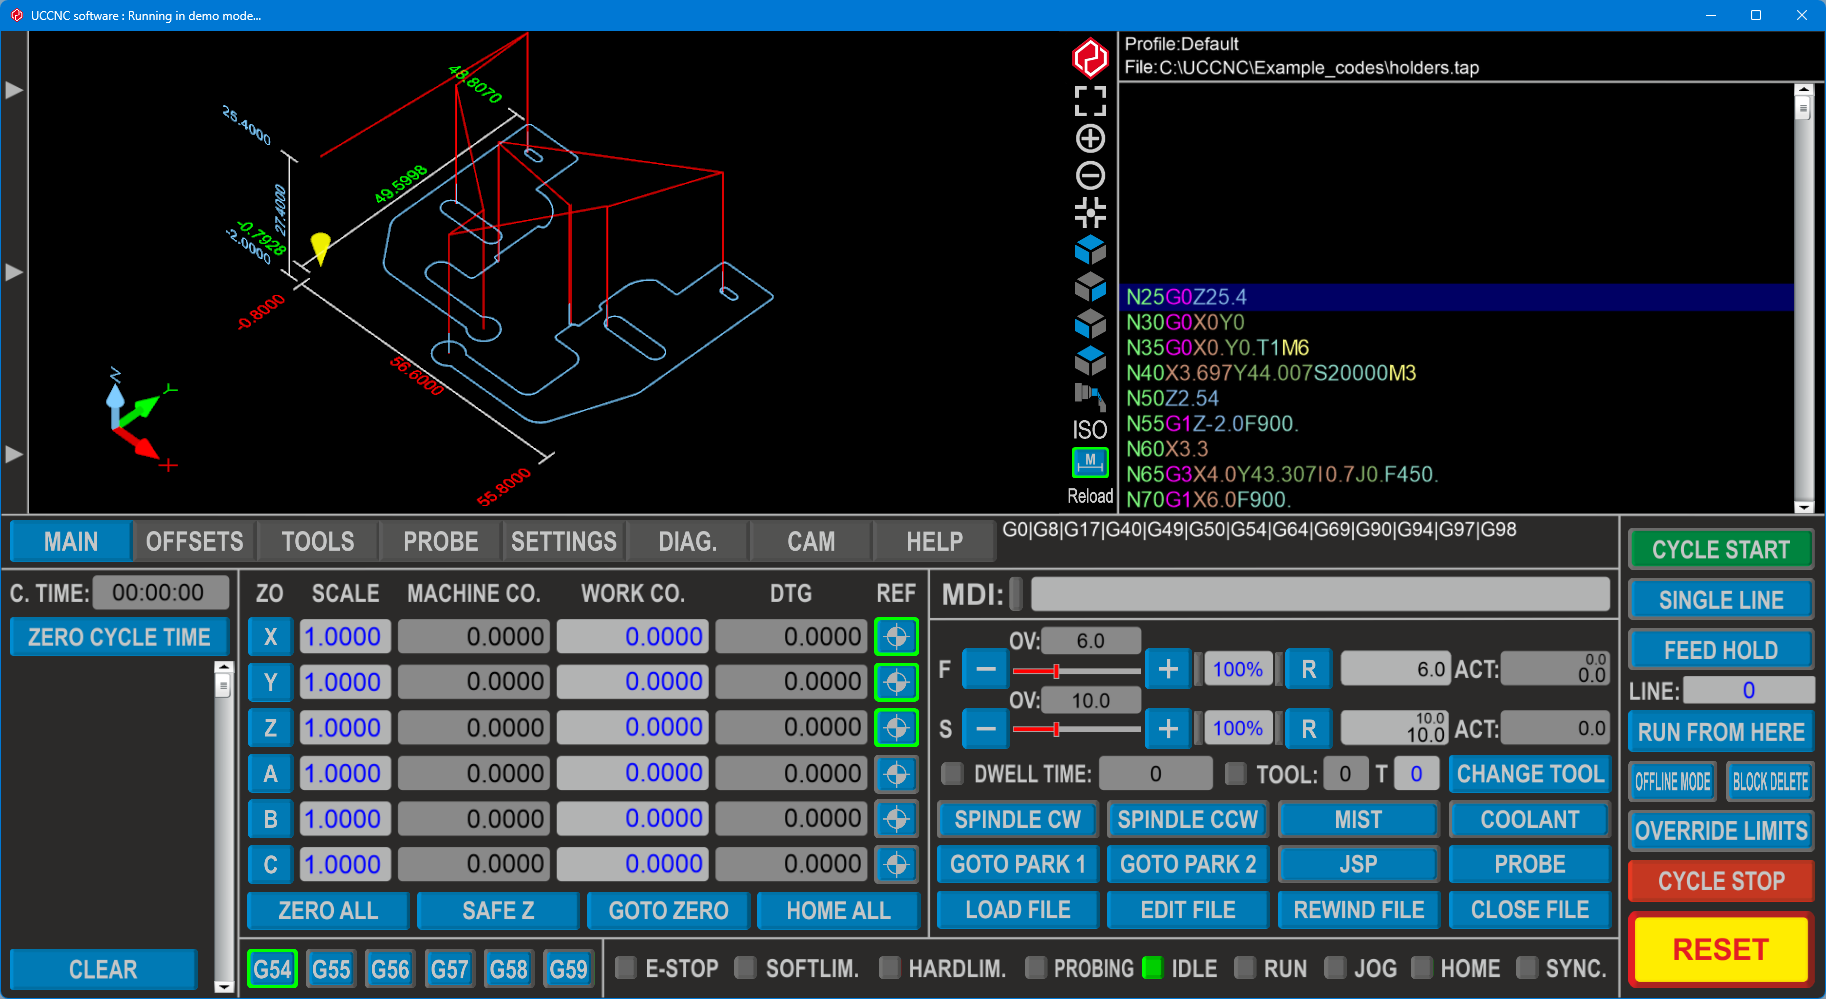 UCCNC software : Running in demo mode...
Profile:Default
File:C:\UCCNC\Example_codes\holders.tap
48.8070
25.4000
49.5998
27.4000
-0.7928
-2.0000
-0.8000
56.6000
55.8000
Z
Y
X
ISO
M
Reload
N25G0Z25.4
N30G0X0Y0
N35G0X0.Y0.T1M6
N40X3.697Y44.007S20000M3
N50Z2.54
N55G1Z-2.0F900.
N60X3.3
N65G3X4.0Y43.307I0.7J0.F450.
N70G1X6.0F900.
MAIN OFFSETS TOOLS PROBE SETTINGS DIAG. CAM HELP
G0|G8|G17|G40|G49|G50|G54|G64|G69|G90|G94|G97|G98
C. TIME: 00:00:00
ZERO CYCLE TIME
CLEAR
ZO SCALE MACHINE CO. WORK CO. DTG REF
X 1.0000 0.0000 0.0000 0.0000
Y 1.0000 0.0000 0.0000 0.0000
Z 1.0000 0.0000 0.0000 0.0000
A 1.0000 0.0000 0.0000 0.0000
B 1.0000 0.0000 0.0000 0.0000
C 1.0000 0.0000 0.0000 0.0000
ZERO ALL SAFE Z GOTO ZERO HOME ALL
G54 G55 G56 G57 G58 G59
MDI:
OV: 6.0
F − + 100% R 6.0 ACT: 0.0
0.0
OV: 10.0
S − + 100% R 10.0
10.0 ACT: 0.0
DWELL TIME: 0 TOOL: 0 T 0 CHANGE TOOL
SPINDLE CW SPINDLE CCW MIST COOLANT
GOTO PARK 1 GOTO PARK 2 JSP PROBE
LOAD FILE EDIT FILE REWIND FILE CLOSE FILE
E-STOP SOFTLIM. HARDLIM. PROBING IDLE RUN JOG HOME SYNC.
CYCLE START
SINGLE LINE
FEED HOLD
LINE: 0
RUN FROM HERE
OFFLINE MODE BLOCK DELETE
OVERRIDE LIMITS
CYCLE STOP
RESET